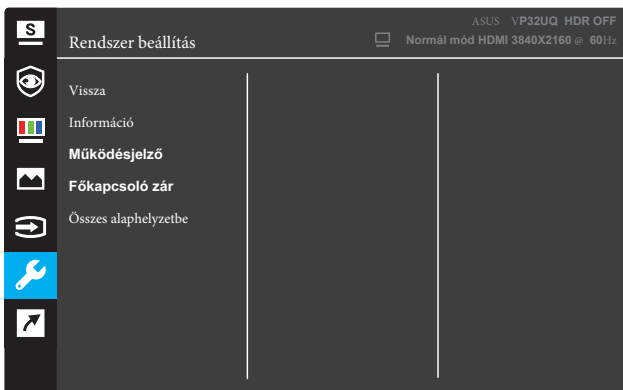 S
ASUS VP32UQ HDR OFF
Rendszer beállítás
Normál mód HDMI 3840X2160 @ 60Hz
Vissza
Információ
Működésjelző
Főkapcsoló zár
Összes alaphelyzetbe